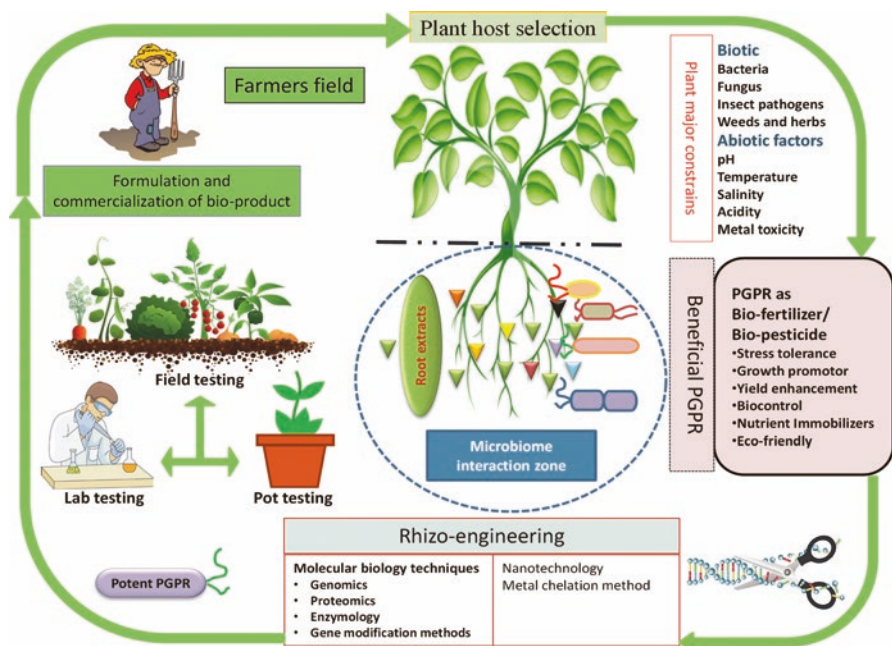 Plant host selection
Farmers field
Formulation and
commercialization of bio-product
Field testing
Lab testing
Pot testing
Potent PGPR
Root extracts
Microbiome
interaction zone
Plant major constrains
Biotic
Bacteria
Fungus
Insect pathogens
Weeds and herbs
Abiotic factors
pH
Temperature
Salinity
Acidity
Metal toxicity
Beneficial PGPR
PGPR as
Bio-fertilizer/
Bio-pesticide
•Stress tolerance
•Growth promotor
•Yield enhancement
•Biocontrol
•Nutrient Immobilizers
•Eco-friendly
Rhizo-engineering
Molecular biology techniques
• Genomics
• Proteomics
• Enzymology
• Gene modification methods
Nanotechnology
Metal chelation method